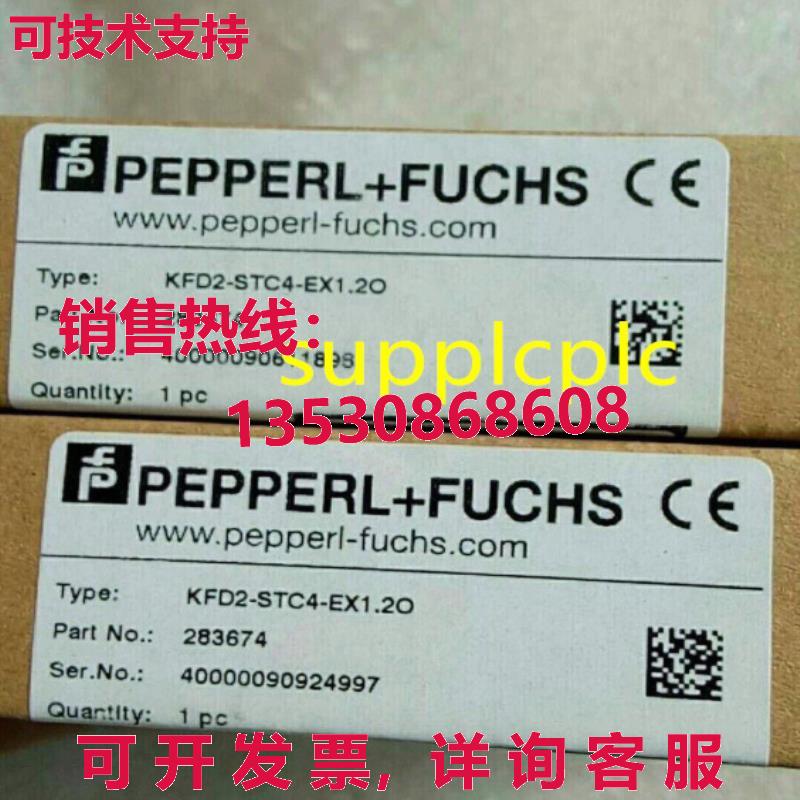 可技术支持
PEPPERL+FUCHS CE
www.pepperl-fuchs.com
Type: KFD2-STC4-EX1.2O
销售热线:
Ser.No.:
supplcplc
Quantity: 1 pc
13530868608
PEPPERL+FUCHS CE
www.pepperl-fuchs.com
Type: KFD2-STC4-EX1.2O
Part No.: 283674
Ser.No.: 40000090924997
Quantity: 1 pc
可开发票, 详询客服